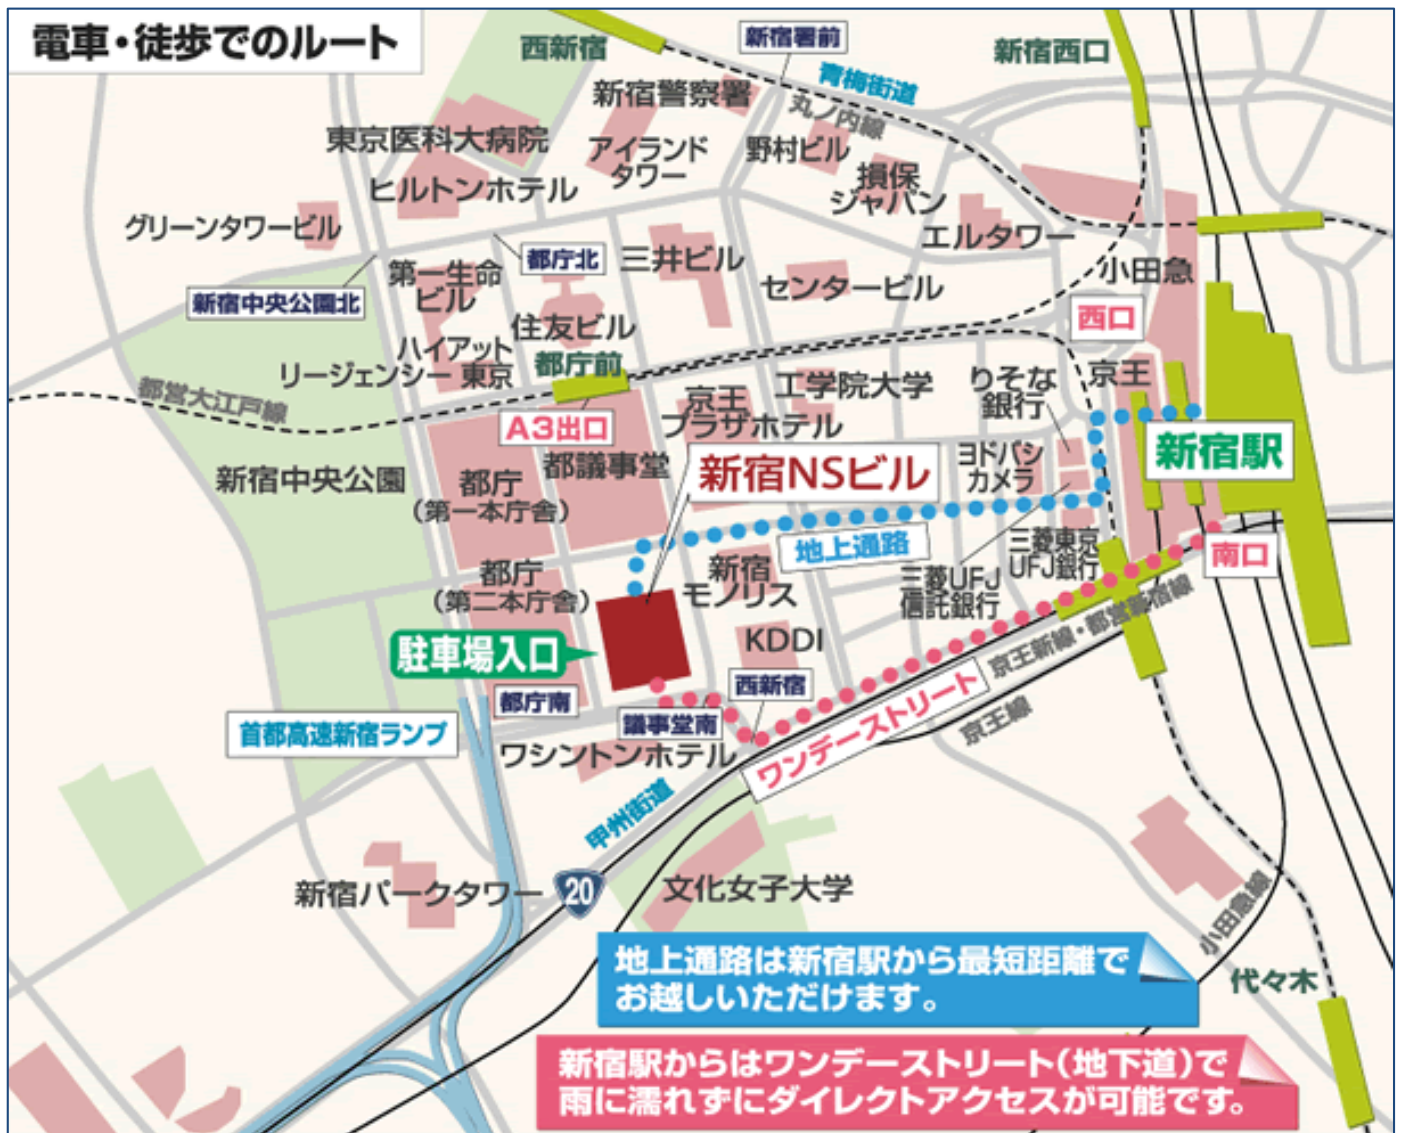 電車・徒歩でのルート
西新宿
新宿署前
新宿西口
青梅街道
新宿警察署
丸ノ内線
東京医科大病院
アイランド
タワー
野村ビル
ヒルトンホテル
損保
ジャパン
グリーンタワービル
エルタワー
都庁北
三井ビル
第一生命
ビル
小田急
センタービル
新宿中央公園北
住友ビル
西口
ハイアット
リージェンシー 東京
都庁前
都営大江戸線
京王
プラザホテル
工学院大学
りそな
銀行
京王
A3出口
新宿駅
都議事堂
新宿NSビル
ヨドバシ
カメラ
新宿中央公園
都庁
(第一本庁舎)
地上通路
三菱東京
UFJ銀行
南口
都庁
(第二本庁舎)
新宿
モノリス
三菱UFJ
信託銀行
京王新線・都営新宿線
KDDI
駐車場入口
西新宿
都庁南
議事堂南
ワンデーストリート
京王線
首都高速新宿ランプ
ワシントンホテル
甲州街道
新宿パークタワー
20
文化女子大学
小田急線
代々木
地上通路は新宿駅から最短距離で
お越しいただけます。
新宿駅からはワンデーストリート(地下道)で
雨に濡れずにダイレクトアクセスが可能です。